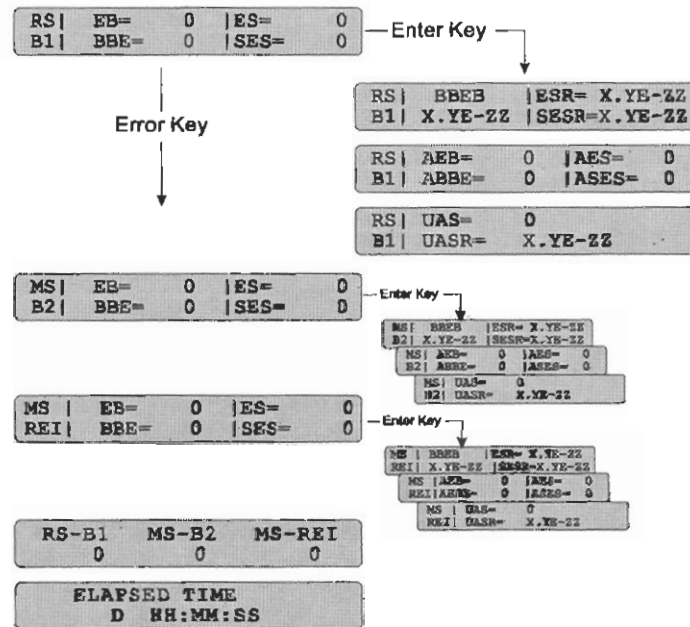 RS| EB= 0 |ES= 0
B1| BBE= 0 |SES= 0
Enter Key
RS| BBEB |ESR= X.YE-ZZ
B1| X.YE-ZZ |SESR=X.YE-ZZ
Error Key
RS| AEB= 0 |AES= 0
B1| ABBE= 0 |ASES= 0
RS| UAS= 0
B1| UASR= X.YE-ZZ
MS| EB= 0 |ES= 0
B2| BBE= 0 |SES= 0
Enter Key
MS| BBEB |ESR= X.YE-ZZ
B2| X.YE-ZZ |SESR=X.YE-ZZ
MS| AEB= 0 |AES= 0
B2| ABBE= 0 |ASES= 0
MS| UAS= 0
B2| UASR= X.YE-ZZ
MS | EB= 0 |ES= 0
REI| BBE= 0 |SES= 0
Enter Key
MS | BBEB |ESR= X.YE-ZZ
REI| X.YE-ZZ |SESR=X.YE-ZZ
MS |AEB= 0 |AES= 0
REI|ABBE= 0 |ASES= 0
MS | UAS= 0
REI| UASR= X.YE-ZZ
RS-B1 MS-B2 MS-REI
0 0 0
ELAPSED TIME
D HH:MM:SS